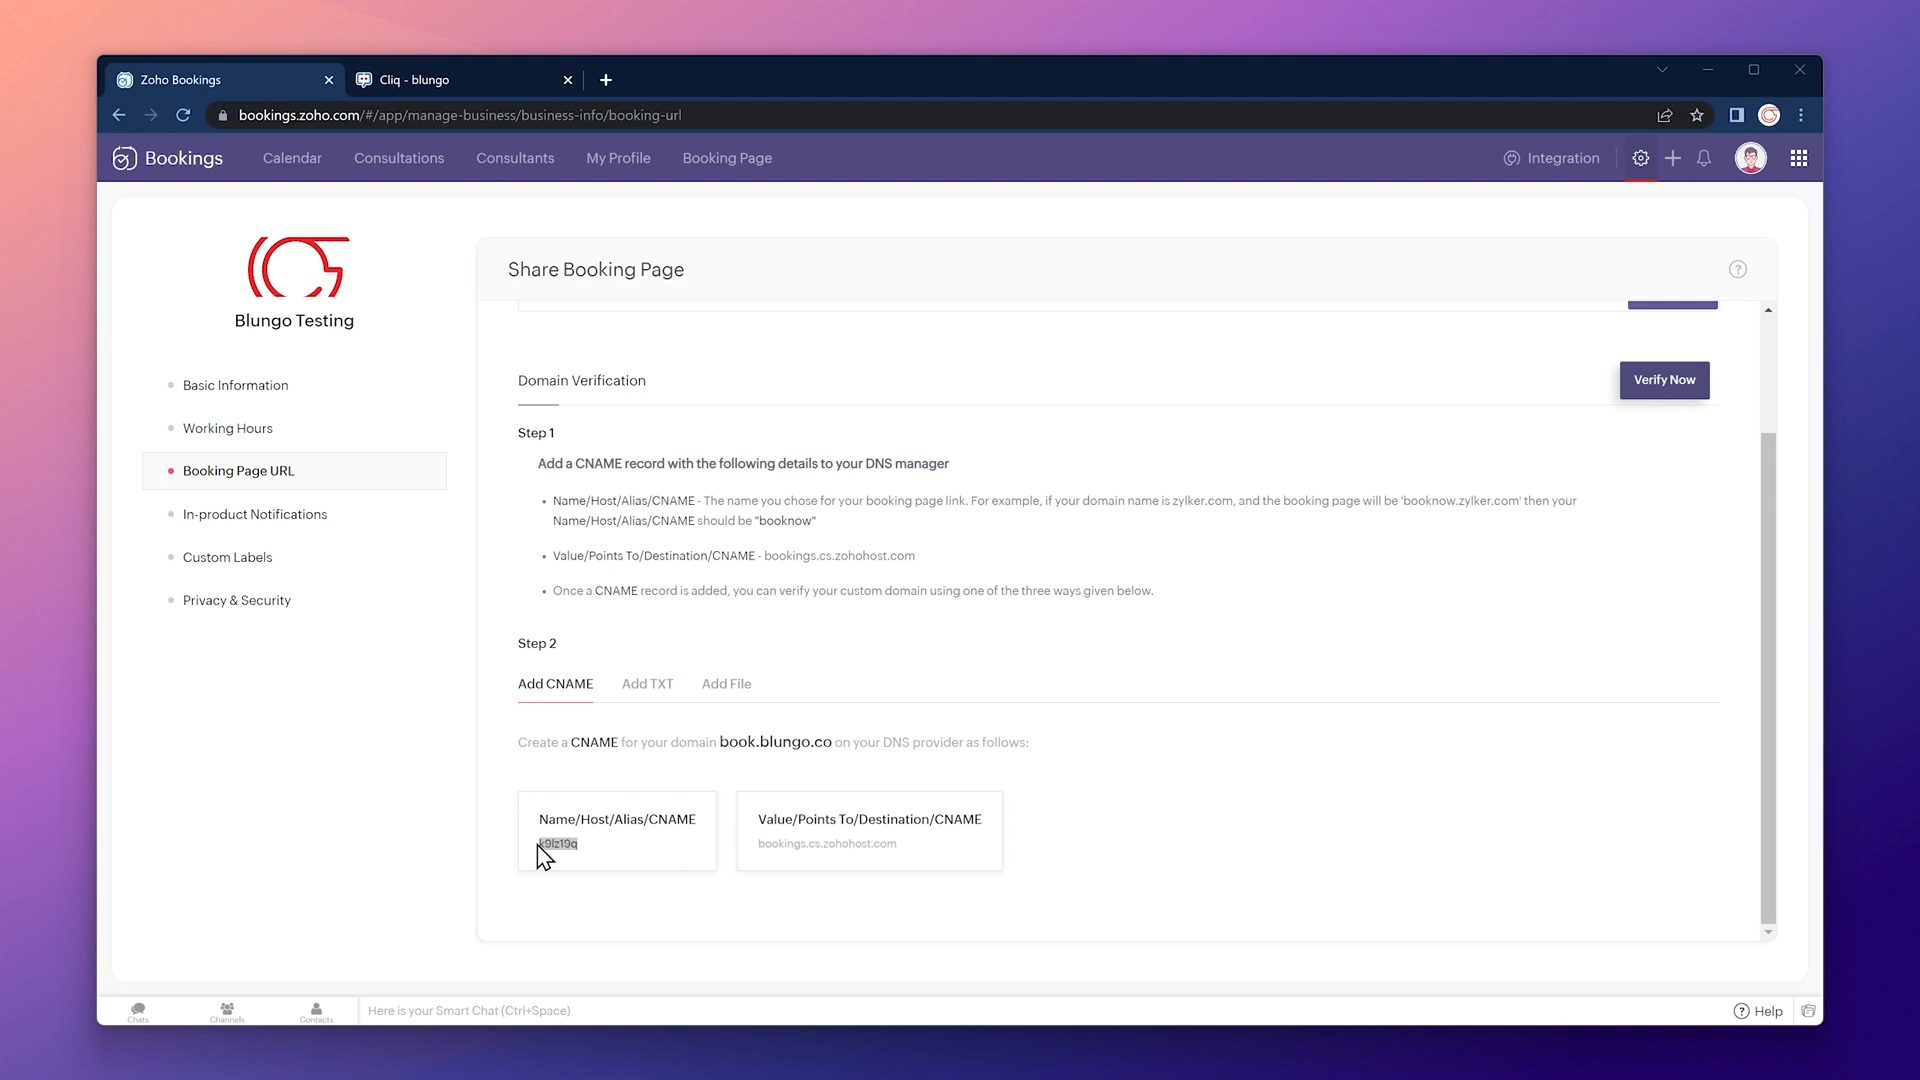 Zoho Bookings
Cliq - blungo
bookings.zoho.com/#/app/manage-business/business-info/booking-url
Bookings
Calendar
Consultations
Consultants
My Profile
Booking Page
Integration
Blungo Testing
Basic Information
Working Hours
Booking Page URL
In-product Notifications
Custom Labels
Privacy & Security
Share Booking Page
Domain Verification
Verify Now
Step 1
Add a CNAME record with the following details to your DNS manager
• Name/Host/Alias/CNAME - The name you chose for your booking page link. For example, if your domain name is zylker.com, and the booking page will be 'booknow.zylker.com' then your
Name/Host/Alias/CNAME should be "booknow"
• Value/Points To/Destination/CNAME - bookings.cs.zohohost.com
• Once a CNAME record is added, you can verify your custom domain using one of the three ways given below.
Step 2
Add CNAME
Add TXT
Add File
Create a CNAME for your domain book.blungo.co on your DNS provider as follows:
Name/Host/Alias/CNAME
k9lz19q
Value/Points To/Destination/CNAME
bookings.cs.zohohost.com
Chats
Channels
Contacts
Here is your Smart Chat (Ctrl+Space)
Help